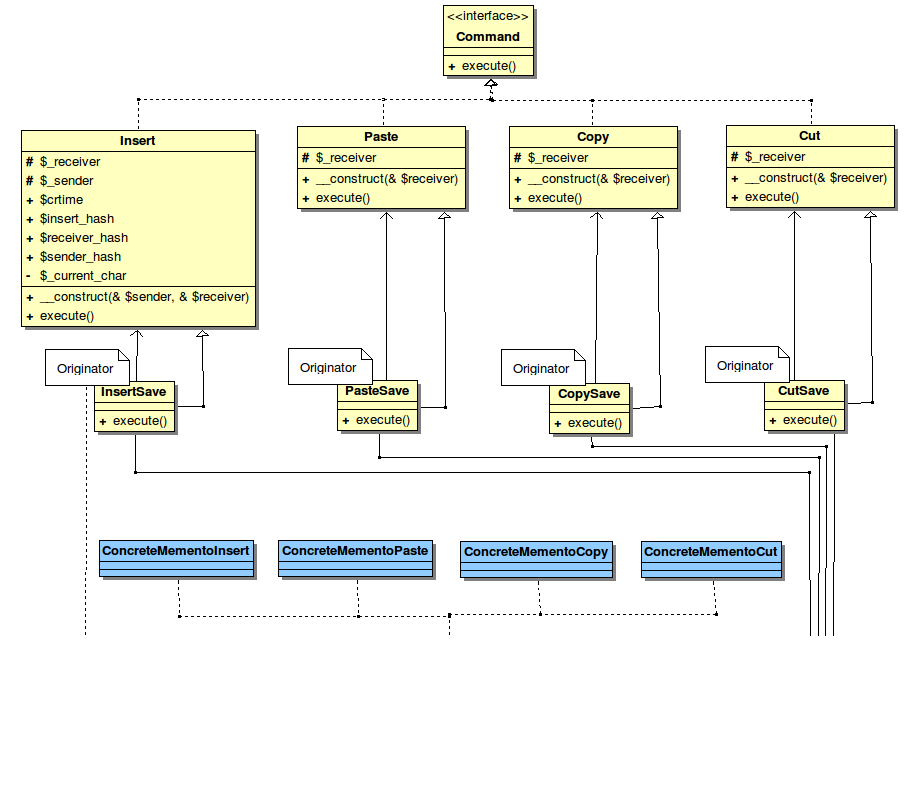 <<interface>>
Command
+ execute()
Insert
# $_receiver
# $_sender
+ $crtime
+ $insert_hash
+ $receiver_hash
+ $sender_hash
- $_current_char
+ __construct(& $sender, & $receiver)
+ execute()
Paste
# $_receiver
+ __construct(& $receiver)
+ execute()
Copy
# $_receiver
+ __construct(& $receiver)
+ execute()
Cut
# $_receiver
+ __construct(& $receiver)
+ execute()
Originator
InsertSave
+ execute()
Originator
PasteSave
+ execute()
Originator
CopySave
+ execute()
Originator
CutSave
+ execute()
ConcreteMementoInsert
ConcreteMementoPaste
ConcreteMementoCopy
ConcreteMementoCut